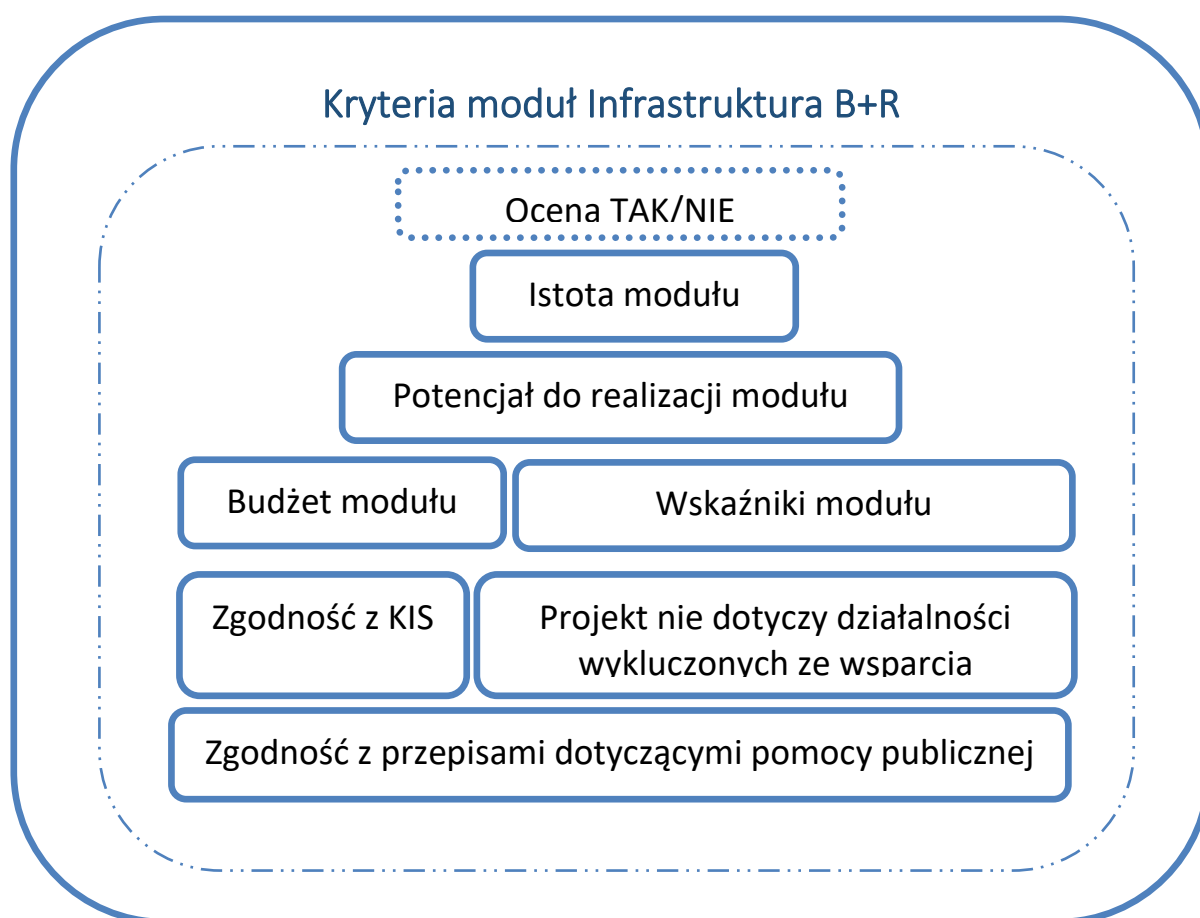 Kryteria moduł Infrastruktura B+R
Ocena TAK/NIE
Istota modułu
Potencjał do realizacji modułu
Budżet modułu
Wskaźniki modułu
Zgodność z KIS
Projekt nie dotyczy działalności
wykluczonych ze wsparcia
Zgodność z przepisami dotyczącymi pomocy publicznej